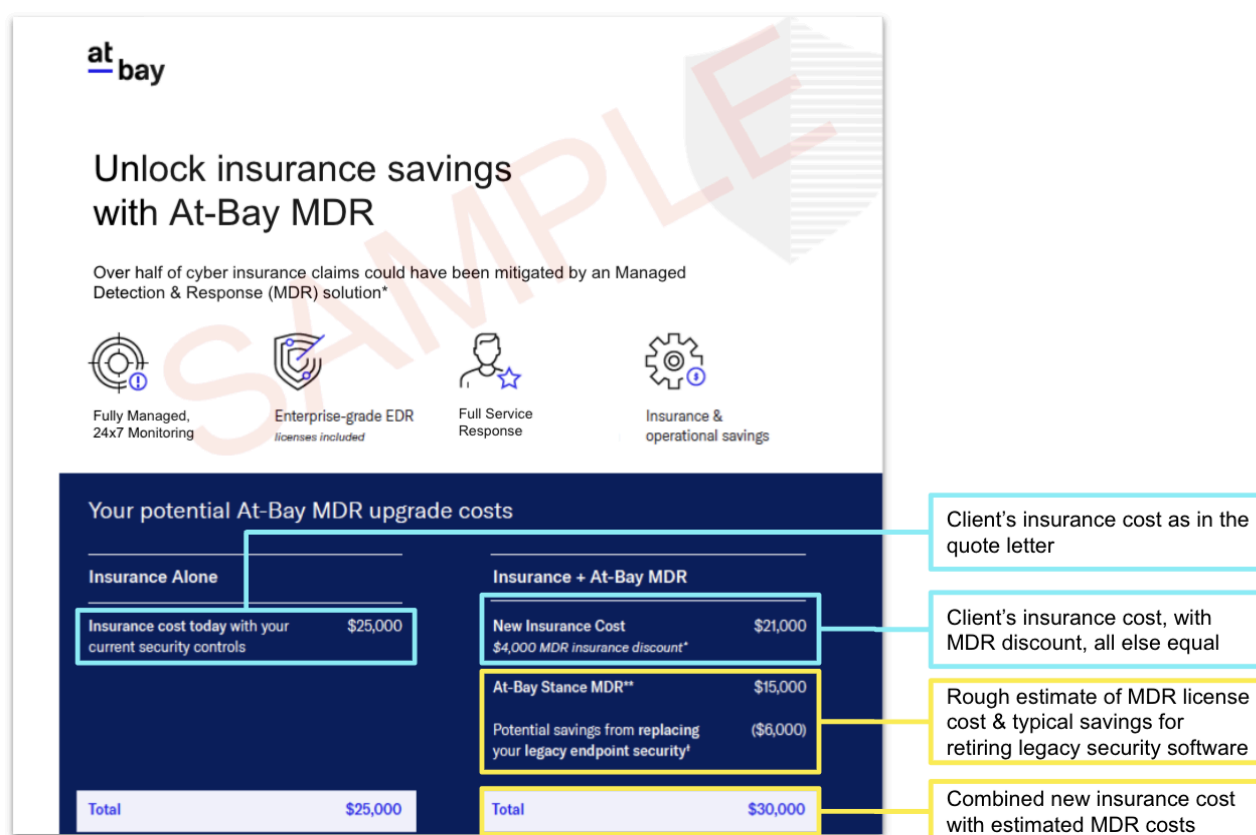 at
bay
SAMPLE
Unlock insurance savings
with At-Bay MDR
Over half of cyber insurance claims could have been mitigated by an Managed
Detection & Response (MDR) solution*
Fully Managed,
24x7 Monitoring
Enterprise-grade EDR
licenses included
Full Service
Response
Insurance &
operational savings
Your potential At-Bay MDR upgrade costs
Insurance Alone
Insurance cost today with your $25,000
current security controls
Total $25,000
Insurance + At-Bay MDR
New Insurance Cost $21,000
$4,000 MDR insurance discount*
At-Bay Stance MDR** $15,000
Potential savings from replacing ($6,000)
your legacy endpoint security‡
Total $30,000
Client's insurance cost as in the
quote letter
Client's insurance cost, with
MDR discount, all else equal
Rough estimate of MDR license
cost & typical savings for
retiring legacy security software
Combined new insurance cost
with estimated MDR costs